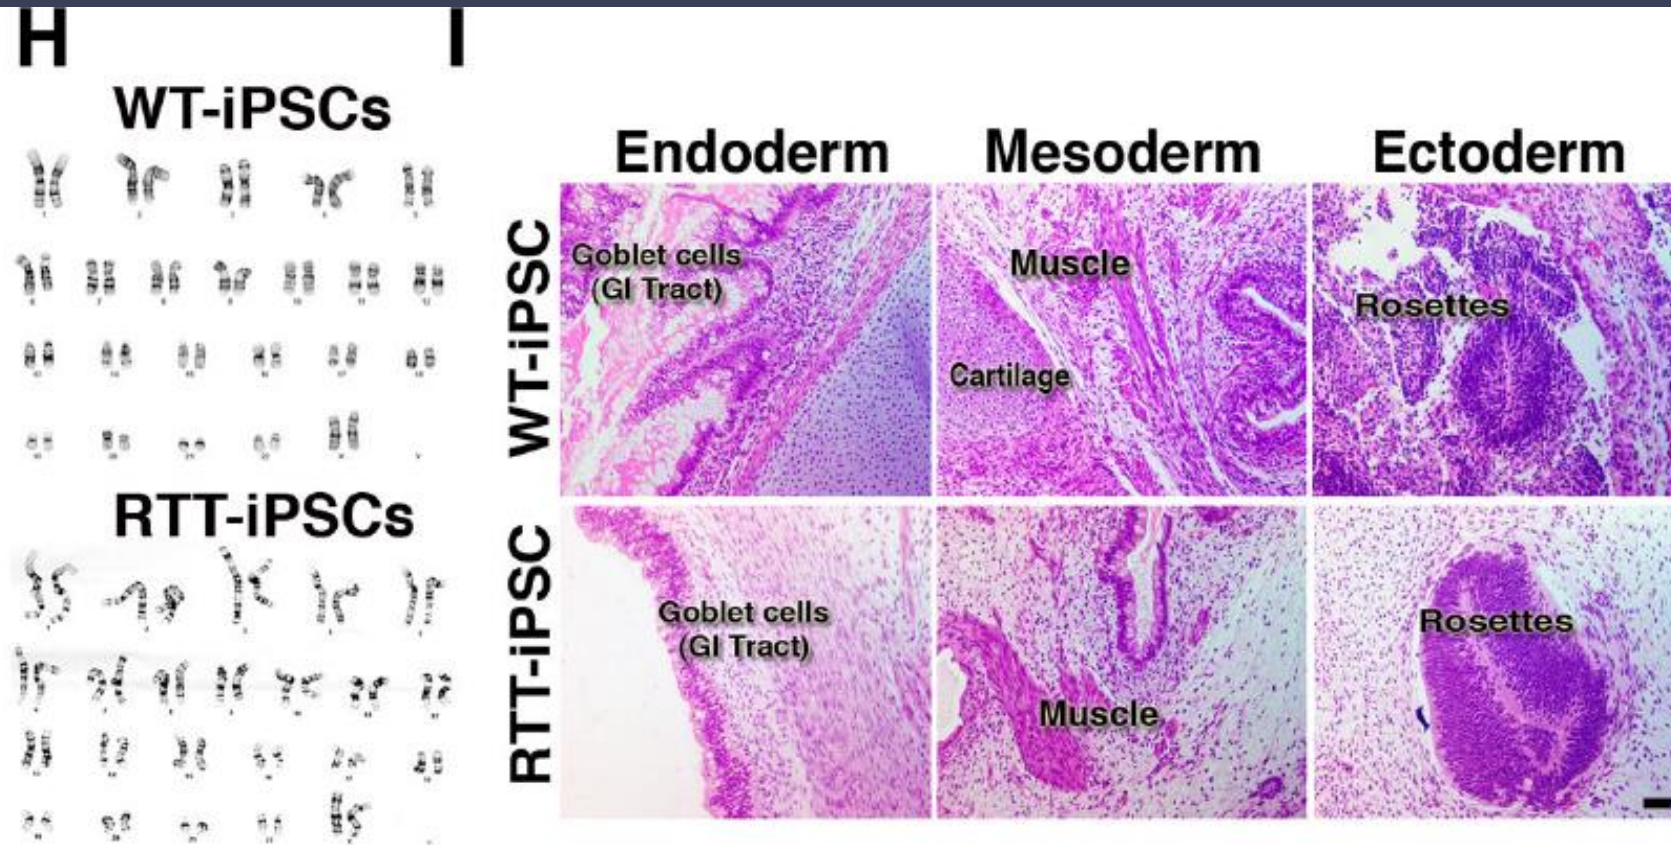 H
I
WT-iPSCs
RTT-iPSCs
Endoderm
Mesoderm
Ectoderm
WT-iPSC
Goblet cells
(GI Tract)
Muscle
Cartilage
Rosettes
RTT-iPSC
Goblet cells
(GI Tract)
Muscle
Rosettes